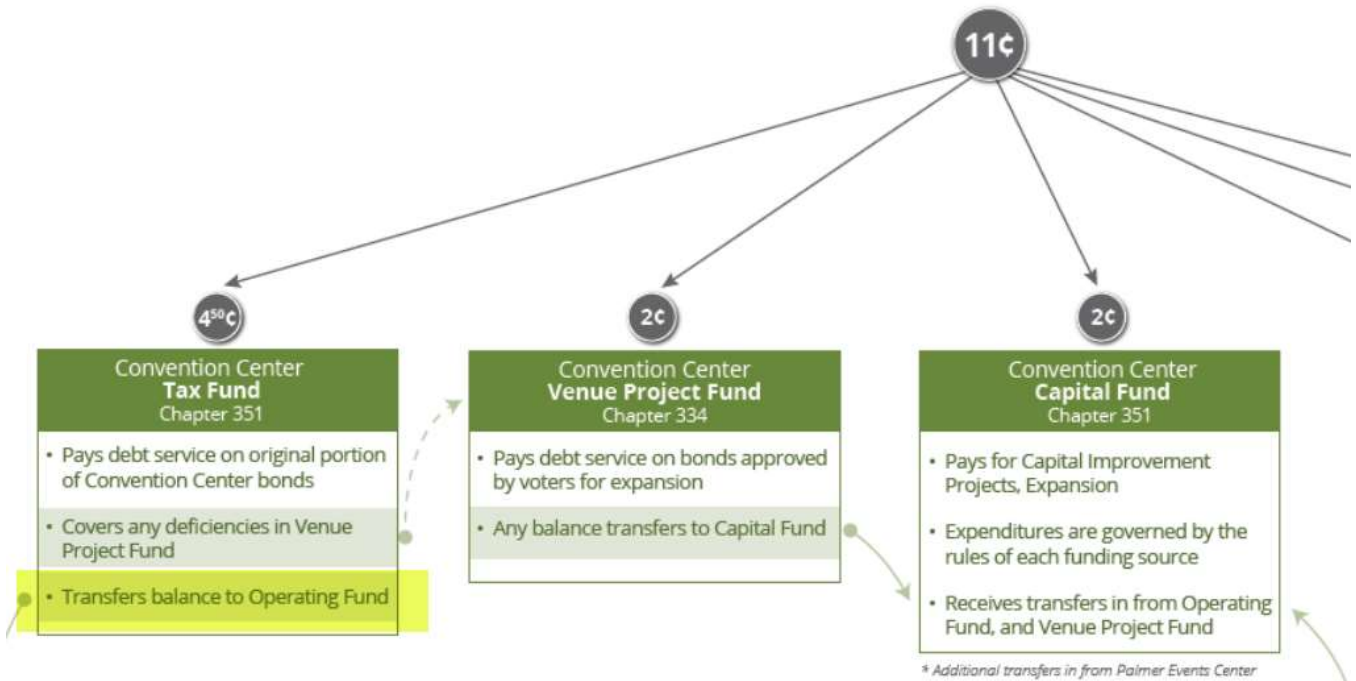 11¢
4⁵⁰¢
Convention Center
Tax Fund
Chapter 351
• Pays debt service on original portion
of Convention Center bonds
• Covers any deficiencies in Venue
Project Fund
• Transfers balance to Operating Fund
2¢
Convention Center
Venue Project Fund
Chapter 334
• Pays debt service on bonds approved
by voters for expansion
• Any balance transfers to Capital Fund
2¢
Convention Center
Capital Fund
Chapter 351
• Pays for Capital Improvement
Projects, Expansion
• Expenditures are governed by the
rules of each funding source
• Receives transfers in from Operating
Fund, and Venue Project Fund
* Additional transfers in from Palmer Events Center